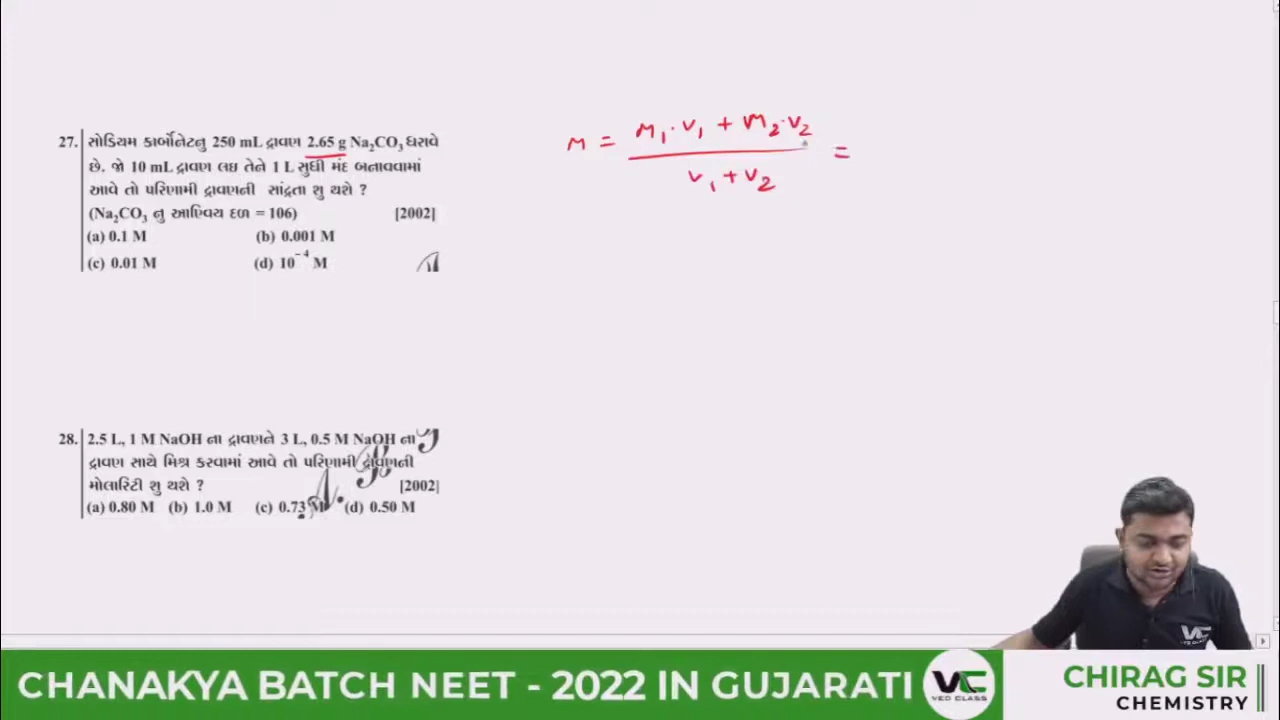 27. સોડિયમ કાર્બોનેટનુ 250 mL દ્રાવણ 2.65 g Na₂CO₃ ધરાવે
છે. જો 10 mL દ્રાવણ લઇ તેને 1 L સુધી મંદ બનાવવામાં
આવે તો પરિણામી દ્રાવણની સાંદ્રતા શુ થશે ?
(Na₂CO₃ નુ આણ્વિય દળ = 106) [2002]
(a) 0.1 M (b) 0.001 M
(c) 0.01 M (d) 10⁻⁴ M
M = M₁·V₁ + M₂·V₂ =
V₁ + V₂
28. 2.5 L, 1 M NaOH ના દ્રાવણને 3 L, 0.5 M NaOH ના
દ્રાવણ સાથે મિશ્ર કરવામાં આવે તો પરિણામી દ્રાવણની
મોલારિટી શુ થશે ? [2002]
(a) 0.80 M (b) 1.0 M (c) 0.73 M (d) 0.50 M
VC
CHANAKYA BATCH NEET - 2022 IN GUJARATI
VC
VED CLASS
CHIRAG SIR
CHEMISTRY